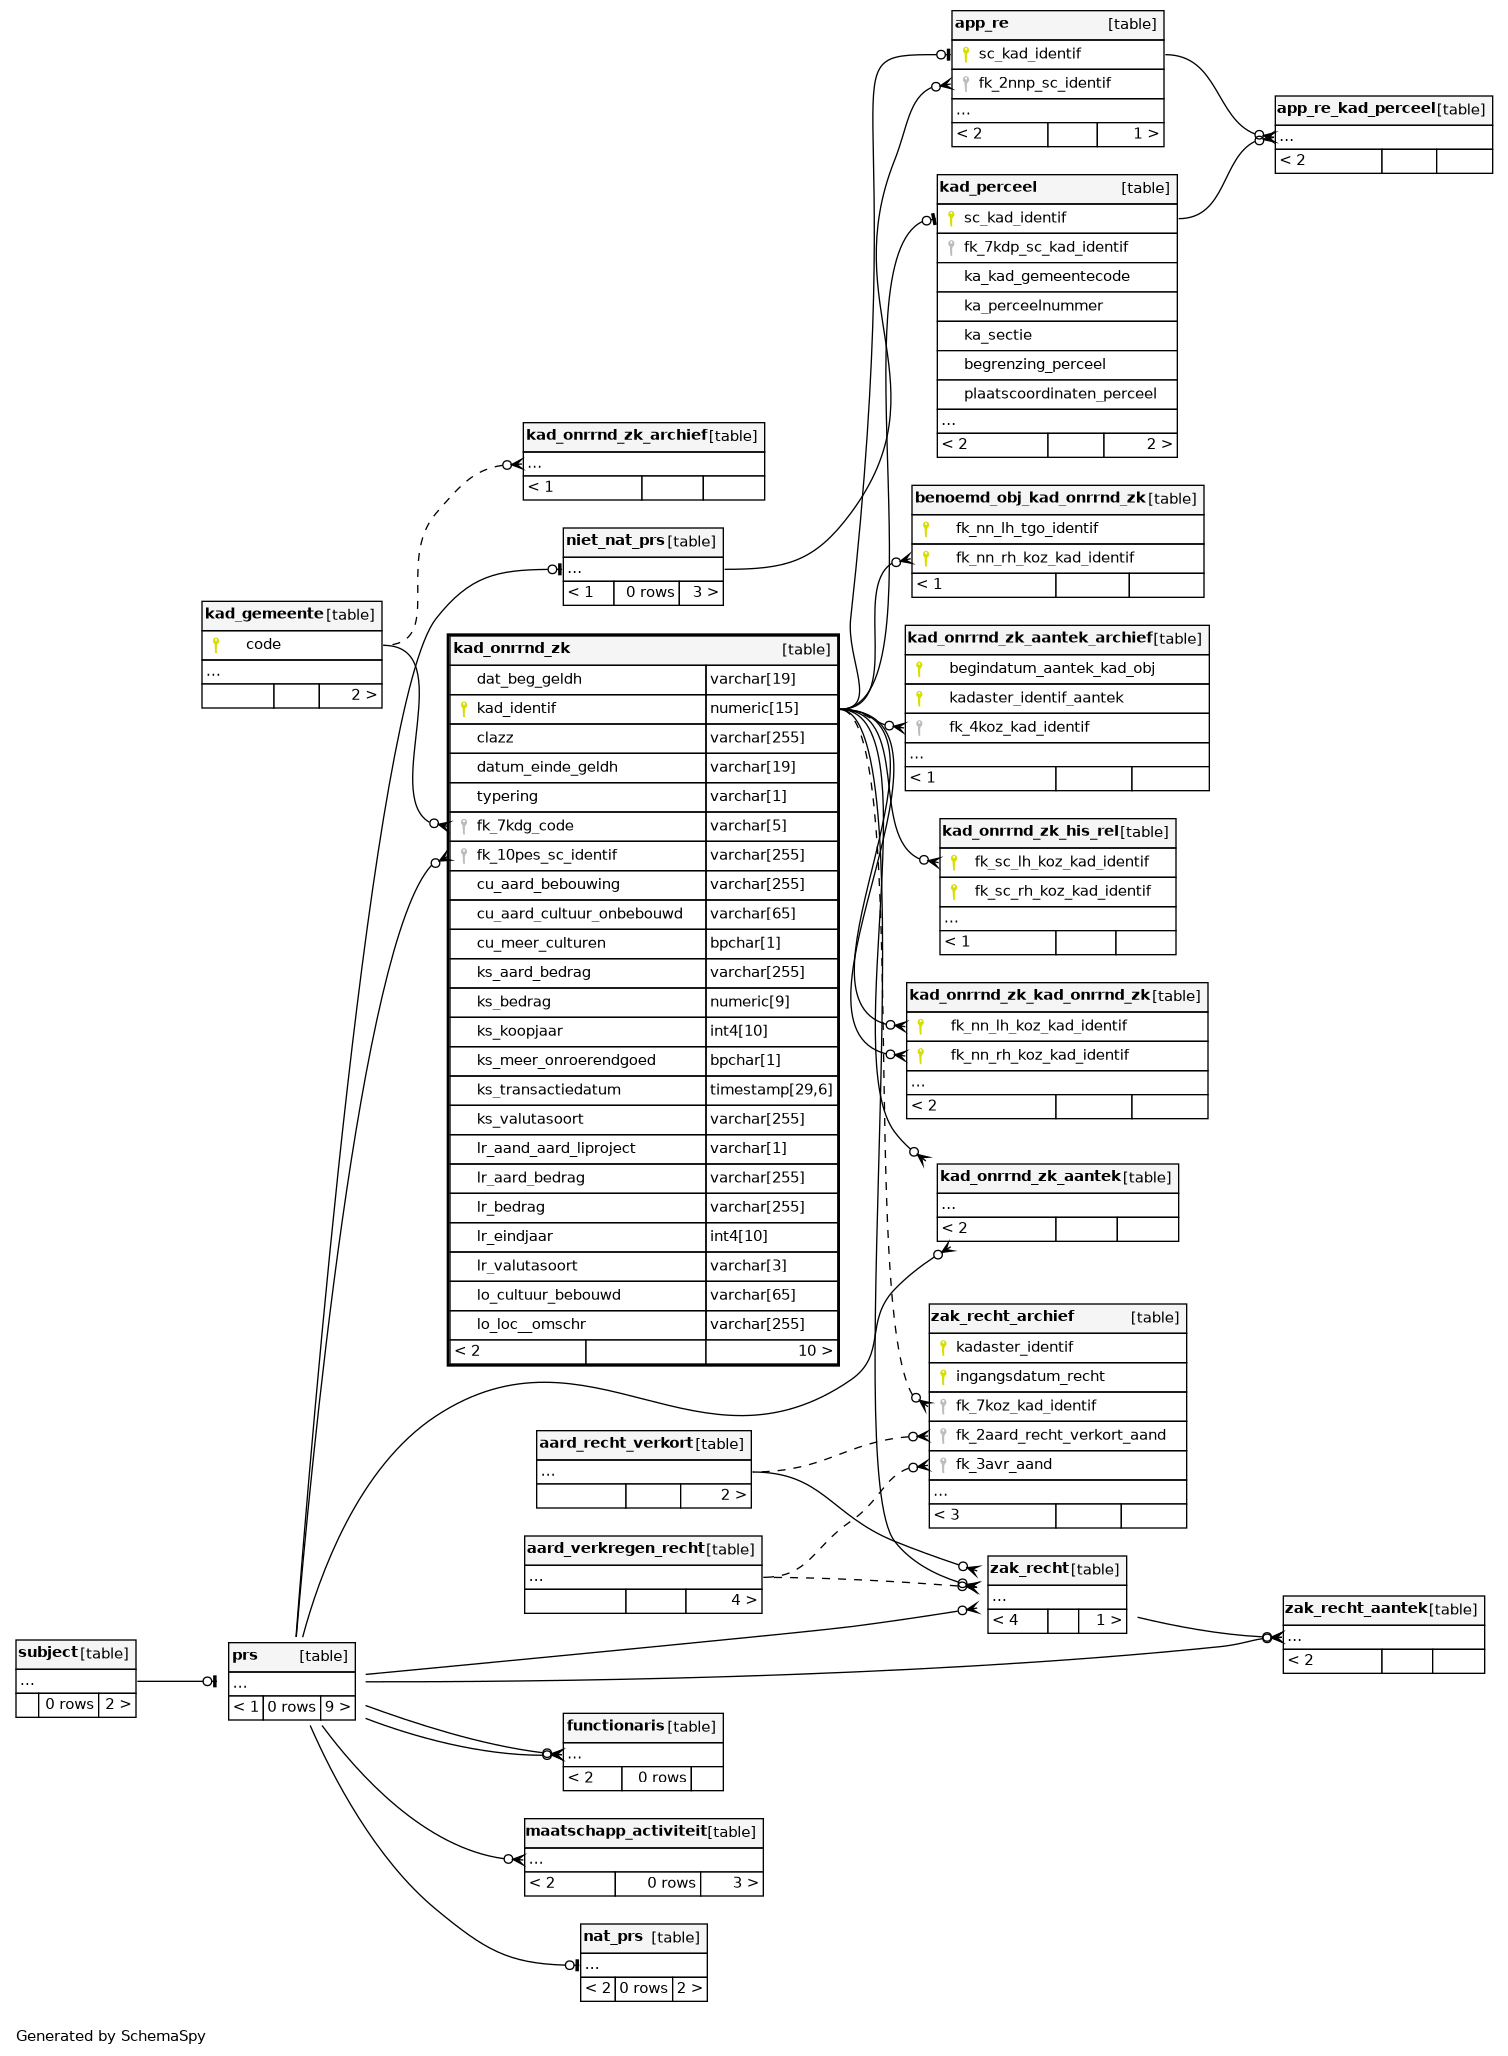 app_re [table]
sc_kad_identif
fk_2nnp_sc_identif
...
< 2 1 >
app_re_kad_perceel [table]
...
< 2
kad_perceel [table]
sc_kad_identif
fk_7kdp_sc_kad_identif
ka_kad_gemeentecode
ka_perceelnummer
ka_sectie
begrenzing_perceel
plaatscoordinaten_perceel
...
< 2 2 >
kad_onrrnd_zk_archief [table]
...
< 1
benoemd_obj_kad_onrrnd_zk [table]
fk_nn_lh_tgo_identif
fk_nn_rh_koz_kad_identif
< 1
niet_nat_prs [table]
...
< 1 0 rows 3 >
kad_gemeente [table]
code
...
2 >
kad_onrrnd_zk [table]
dat_beg_geldh varchar[19]
kad_identif numeric[15]
clazz varchar[255]
datum_einde_geldh varchar[19]
typering varchar[1]
fk_7kdg_code varchar[5]
fk_10pes_sc_identif varchar[255]
cu_aard_bebouwing varchar[255]
cu_aard_cultuur_onbebouwd varchar[65]
cu_meer_culturen bpchar[1]
ks_aard_bedrag varchar[255]
ks_bedrag numeric[9]
ks_koopjaar int4[10]
ks_meer_onroerendgoed bpchar[1]
ks_transactiedatum timestamp[29,6]
ks_valutasoort varchar[255]
lr_aand_aard_liproject varchar[1]
lr_aard_bedrag varchar[255]
lr_bedrag varchar[255]
lr_eindjaar int4[10]
lr_valutasoort varchar[3]
lo_cultuur_bebouwd varchar[65]
lo_loc__omschr varchar[255]
< 2 10 >
kad_onrrnd_zk_aantek_archief [table]
begindatum_aantek_kad_obj
kadaster_identif_aantek
fk_4koz_kad_identif
...
< 1
kad_onrrnd_zk_his_rel [table]
fk_sc_lh_koz_kad_identif
fk_sc_rh_koz_kad_identif
...
< 1
kad_onrrnd_zk_kad_onrrnd_zk [table]
fk_nn_lh_koz_kad_identif
fk_nn_rh_koz_kad_identif
...
< 2
kad_onrrnd_zk_aantek [table]
...
< 2
zak_recht_archief [table]
kadaster_identif
ingangsdatum_recht
fk_7koz_kad_identif
fk_2aard_recht_verkort_aand
fk_3avr_aand
...
< 3
aard_recht_verkort [table]
...
2 >
aard_verkregen_recht [table]
...
4 >
zak_recht [table]
...
< 4 1 >
zak_recht_aantek [table]
...
< 2
subject [table]
...
0 rows 2 >
prs [table]
...
< 1 0 rows 9 >
functionaris [table]
...
< 2 0 rows
maatschapp_activiteit [table]
...
< 2 0 rows 3 >
nat_prs [table]
...
< 2 0 rows 2 >
Generated by SchemaSpy